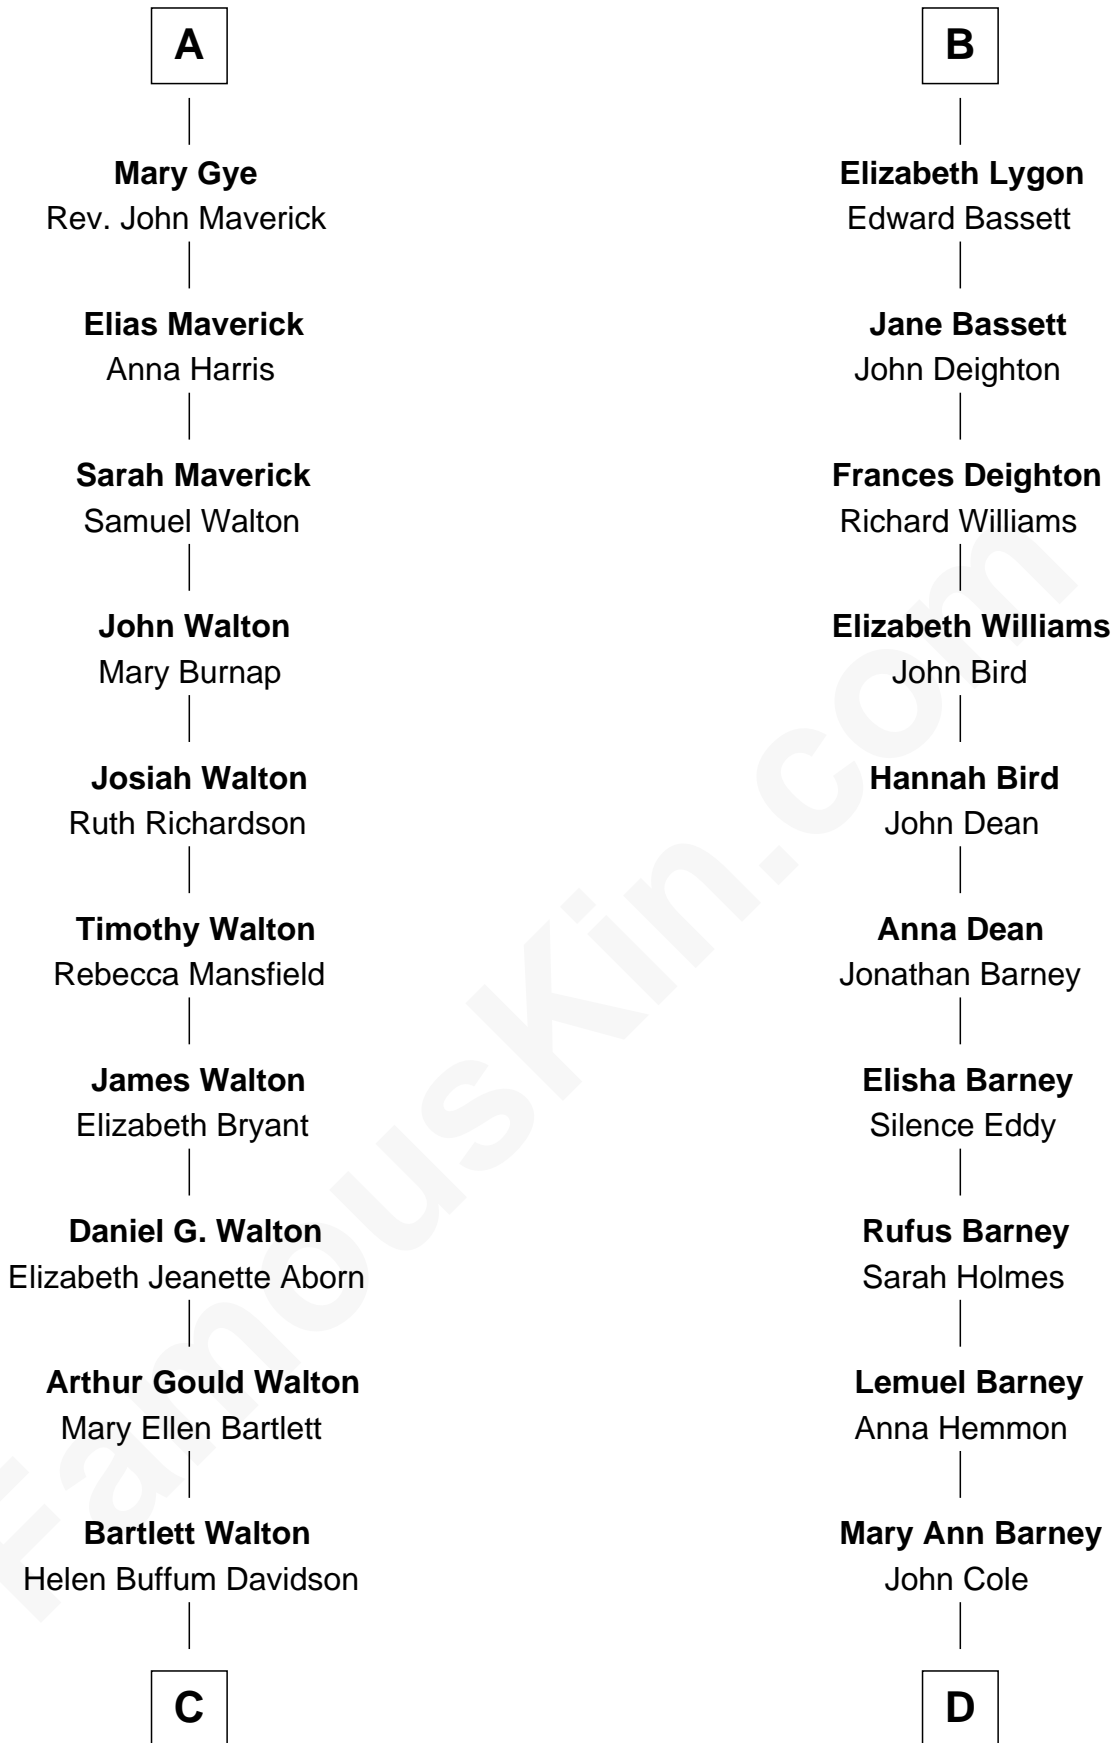 A
Mary Gye
Rev. John Maverick
Elias Maverick
Anna Harris
Sarah Maverick
Samuel Walton
John Walton
Mary Burnap
Josiah Walton
Ruth Richardson
Timothy Walton
Rebecca Mansfield
James Walton
Elizabeth Bryant
Daniel G. Walton
Elizabeth Jeanette Aborn
Arthur Gould Walton
Mary Ellen Bartlett
Bartlett Walton
Helen Buffum Davidson
C
B
Elizabeth Lygon
Edward Bassett
Jane Bassett
John Deighton
Frances Deighton
Richard Williams
Elizabeth Williams
John Bird
Hannah Bird
John Dean
Anna Dean
Jonathan Barney
Elisha Barney
Silence Eddy
Rufus Barney
Sarah Holmes
Lemuel Barney
Anna Hemmon
Mary Ann Barney
John Cole
D
FamousKin.com